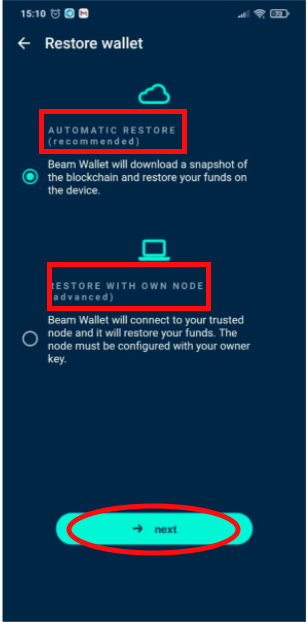 15:10
Restore wallet
AUTOMATIC RESTORE
(recommended)
Beam Wallet will download a snapshot of
the blockchain and restore your funds on
the device.
RESTORE WITH OWN NODE
(advanced)
Beam Wallet will connect to your trusted
node and it will restore your funds. The
node must be configured with your owner
key.
→ next